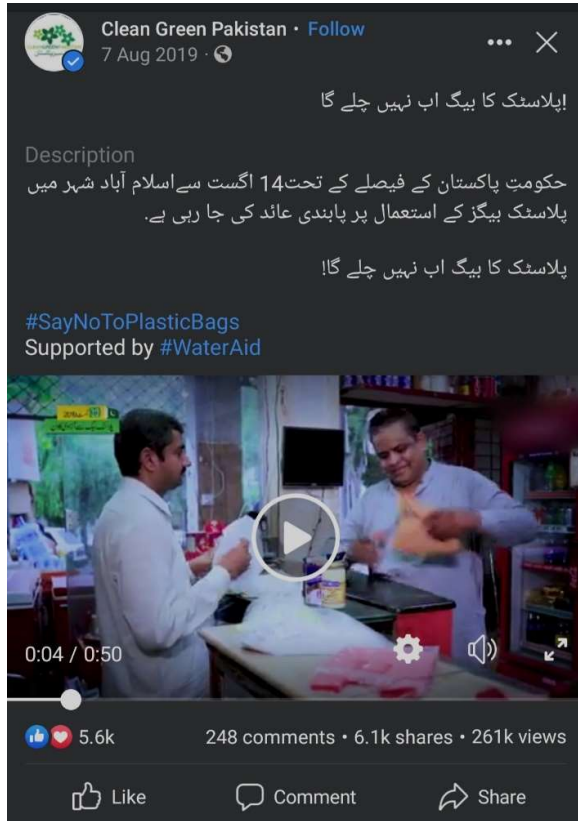 Clean Green Pakistan • Follow
7 Aug 2019 ·
!پلاسٹک کا بیگ اب نہیں چلے گا
Description
حکومتِ پاکستان کے فیصلے کے تحت14 اگست سےاسلام آباد شہر میں
پلاسٹک بیگز کے استعمال پر پابندی عائد کی جا رہی ہے.
پلاسٹک کا بیگ اب نہیں چلے گا!
#SayNoToPlasticBags
Supported by #WaterAid
0:04 / 0:50
5.6k
248 comments • 6.1k shares • 261k views
Like
Comment
Share